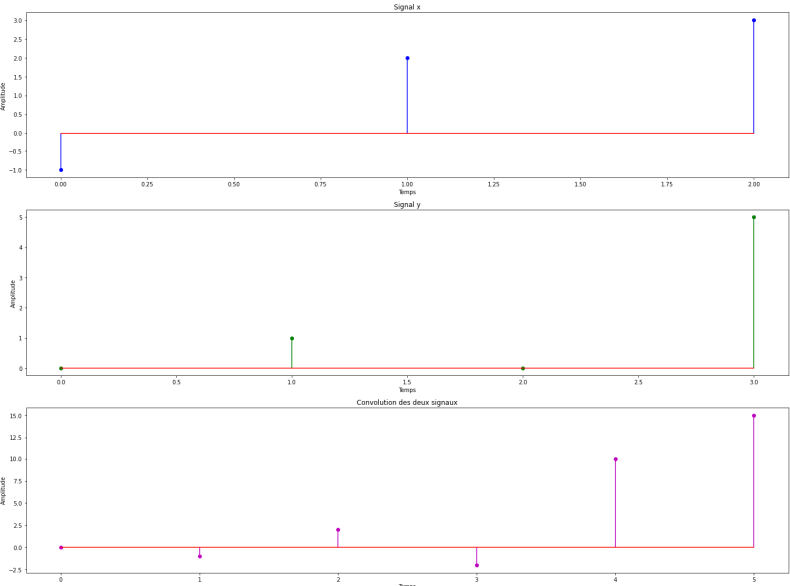 Signal x
3.0
2.5
2.0
1.5
1.0
0.5
0.0
−0.5
−1.0
Amplitude
0.00 0.25 0.50 0.75 1.00 1.25 1.50 1.75 2.00
Temps
Signal y
5
4
3
2
1
0
Amplitude
0.0 0.5 1.0 1.5 2.0 2.5 3.0
Temps
Convolution des deux signaux
15.0
12.5
10.0
7.5
5.0
2.5
0.0
−2.5
Amplitude
0 1 2 3 4 5
Temps